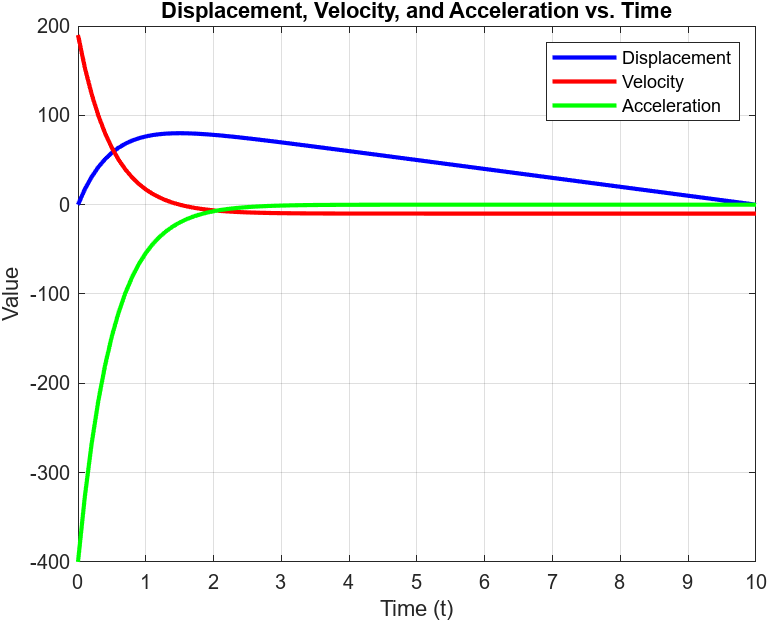 Displacement, Velocity, and Acceleration vs. Time
200
Displacement
Velocity
Acceleration
100
0
-100
Value
-200
-300
-400
0 1 2 3 4 5 6 7 8 9 10
Time (t)